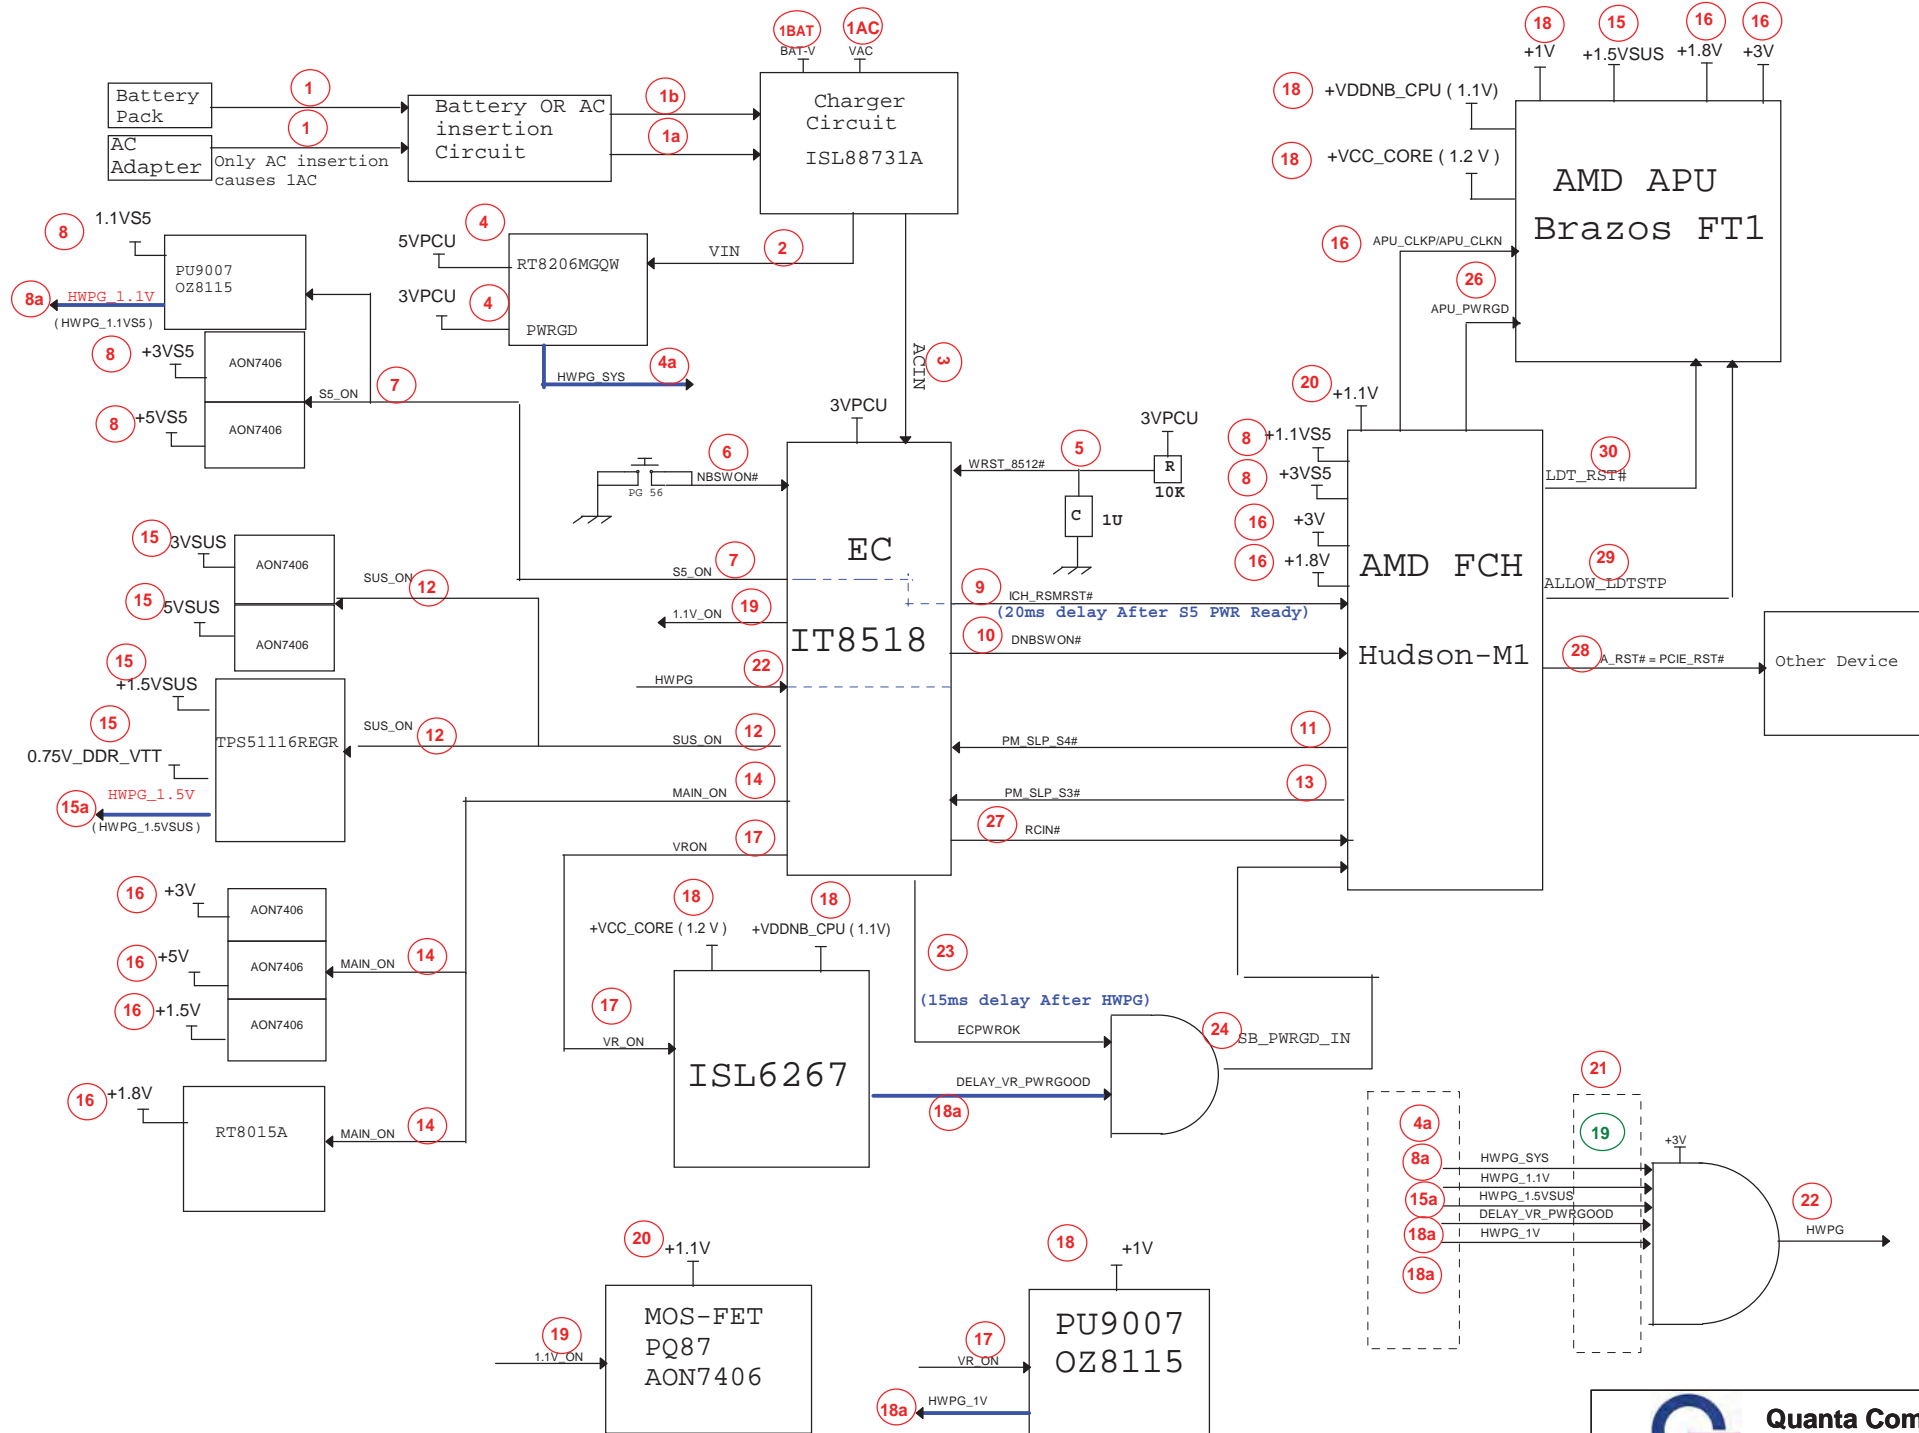 1BAT
BAT-V
1AC
VAC
Battery
Pack
1
AC
Adapter
1
Only AC insertion
causes 1AC
Battery OR AC
insertion
Circuit
1b
1a
Charger
Circuit
ISL88731A
18
+1V
15
+1.5VSUS
16
+1.8V
16
+3V
18
+VDDNB_CPU ( 1.1V)
18
+VCC_CORE ( 1.2 V )
AMD APU
Brazos FT1
16
APU_CLKP/APU_CLKN
26
APU_PWRGD
8
1.1VS5
PU9007
OZ8115
8a
HWPG_1.1V
( HWPG_1.1VS5 )
8
+3VS5
AON7406
8
+5VS5
AON7406
S5_ON
7
4
5VPCU
RT8206MGQW
4
3VPCU
PWRGD
VIN
2
HWPG_SYS
4a
ACIN
3
3VPCU
6
NBSWON#
PG 56
5
WRST_8512#
3VPCU
R
10K
C
1U
EC
IT8518
S5_ON
7
1.1V_ON
19
HWPG
22
SUS_ON
12
MAIN_ON
14
VRON
17
9
ICH_RSMRST#
(20ms delay After S5 PWR Ready)
10
DNBSWON#
PM_SLP_S4#
11
PM_SLP_S3#
13
27
RCIN#
20
+1.1V
8
+1.1VS5
8
+3VS5
16
+3V
16
+1.8V
AMD FCH
Hudson-M1
30
LDT_RST#
29
ALLOW_LDTSTP
28
A_RST# = PCIE_RST#
Other Device
15
3VSUS
AON7406
15
5VSUS
AON7406
SUS_ON
12
15
+1.5VSUS
15
0.75V_DDR_VTT
TPS51116REGR
SUS_ON
12
HWPG_1.5V
15a
( HWPG_1.5VSUS )
16
+3V
AON7406
16
+5V
AON7406
MAIN_ON
14
16
+1.5V
AON7406
16
+1.8V
RT8015A
MAIN_ON
14
18
+VCC_CORE ( 1.2 V )
18
+VDDNB_CPU ( 1.1V)
17
VR_ON
ISL6267
23
(15ms delay After HWPG)
ECPWROK
DELAY_VR_PWRGOOD
18a
24
SB_PWRGD_IN
21
4a
19
8a
15a
18a
18a
HWPG_SYS
HWPG_1.1V
HWPG_1.5VSUS
DELAY_VR_PWRGOOD
HWPG_1V
+3V
22
HWPG
20
+1.1V
MOS-FET
PQ87
AON7406
19
1.1V_ON
18
+1V
PU9007
OZ8115
17
VR_ON
18a
HWPG_1V
Quanta Com